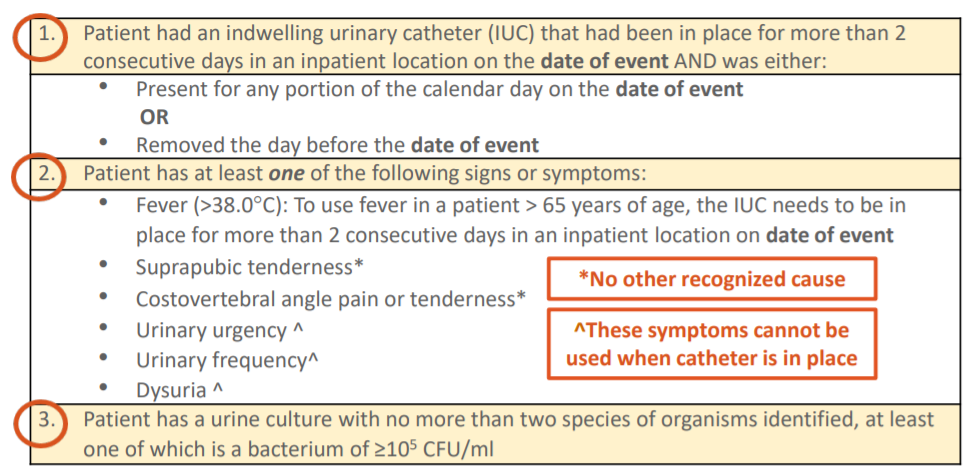 1. Patient had an indwelling urinary catheter (IUC) that had been in place for more than 2
consecutive days in an inpatient location on the date of event AND was either:
• Present for any portion of the calendar day on the date of event
OR
• Removed the day before the date of event
2. Patient has at least one of the following signs or symptoms:
• Fever (>38.0°C): To use fever in a patient > 65 years of age, the IUC needs to be in
place for more than 2 consecutive days in an inpatient location on date of event
• Suprapubic tenderness*
• Costovertebral angle pain or tenderness*
• Urinary urgency ^
• Urinary frequency^
• Dysuria ^
*No other recognized cause
^These symptoms cannot be
used when catheter is in place
3. Patient has a urine culture with no more than two species of organisms identified, at least
one of which is a bacterium of ≥10⁵ CFU/ml